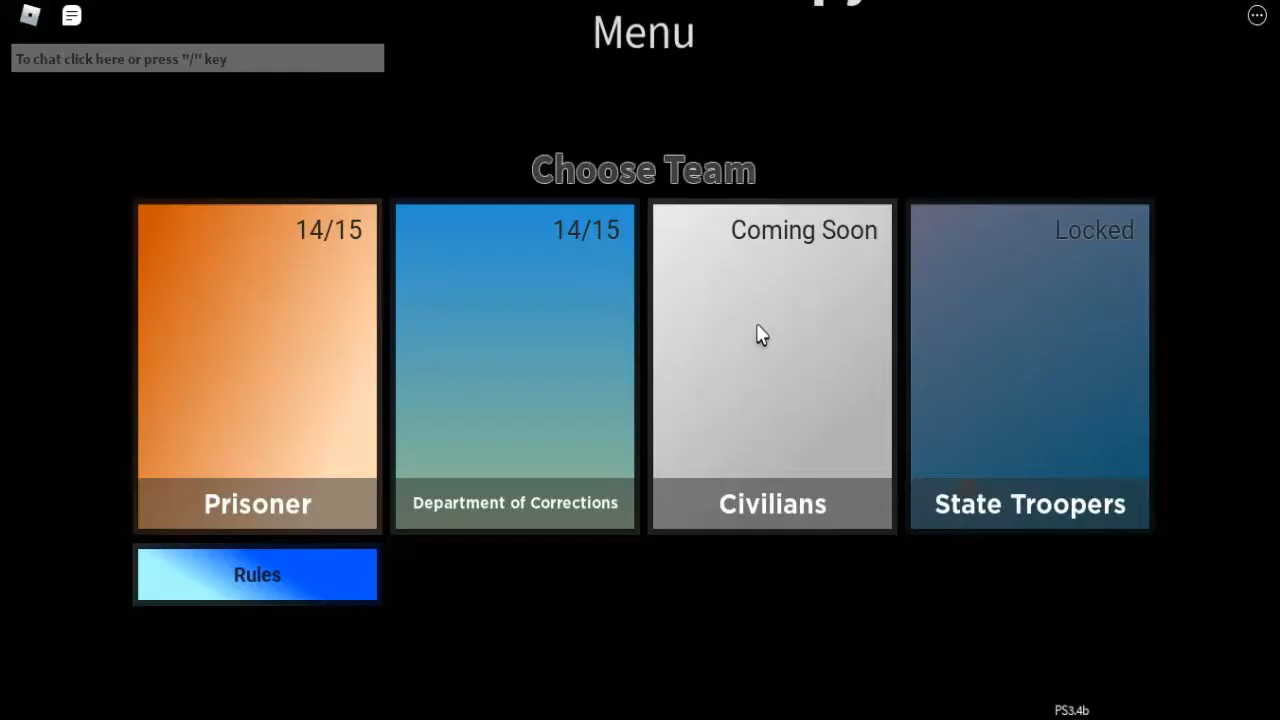 Menu
To chat click here or press "/" key
Choose Team
14/15
14/15
Coming Soon
Locked
Prisoner
Department of Corrections
Civilians
State Troopers
Rules
PS3.4b